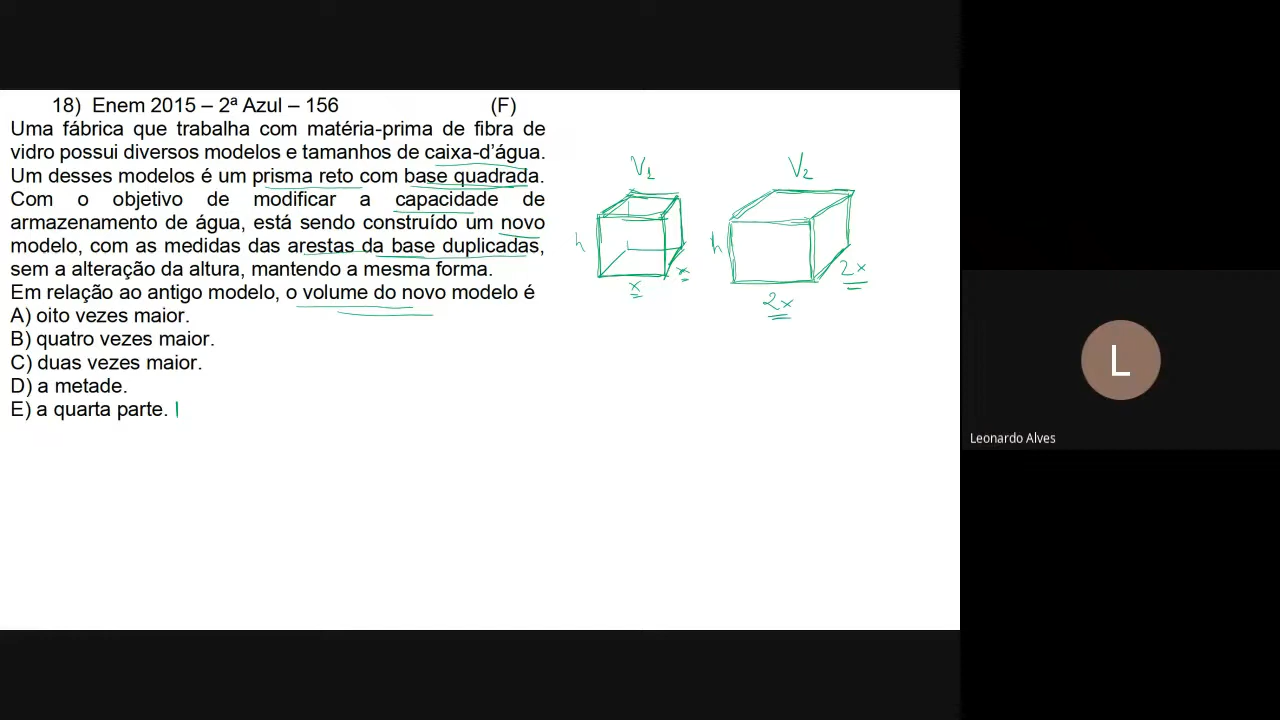 18) Enem 2015 – 2ª Azul – 156 (F)
Uma fábrica que trabalha com matéria-prima de fibra de
vidro possui diversos modelos e tamanhos de caixa-d’água.
Um desses modelos é um prisma reto com base quadrada.
Com o objetivo de modificar a capacidade de
armazenamento de água, está sendo construído um novo
modelo, com as medidas das arestas da base duplicadas,
sem a alteração da altura, mantendo a mesma forma.
Em relação ao antigo modelo, o volume do novo modelo é
A) oito vezes maior.
B) quatro vezes maior.
C) duas vezes maior.
D) a metade.
E) a quarta parte.
V1 V2
h x x
h 2x 2x
L
Leonardo Alves